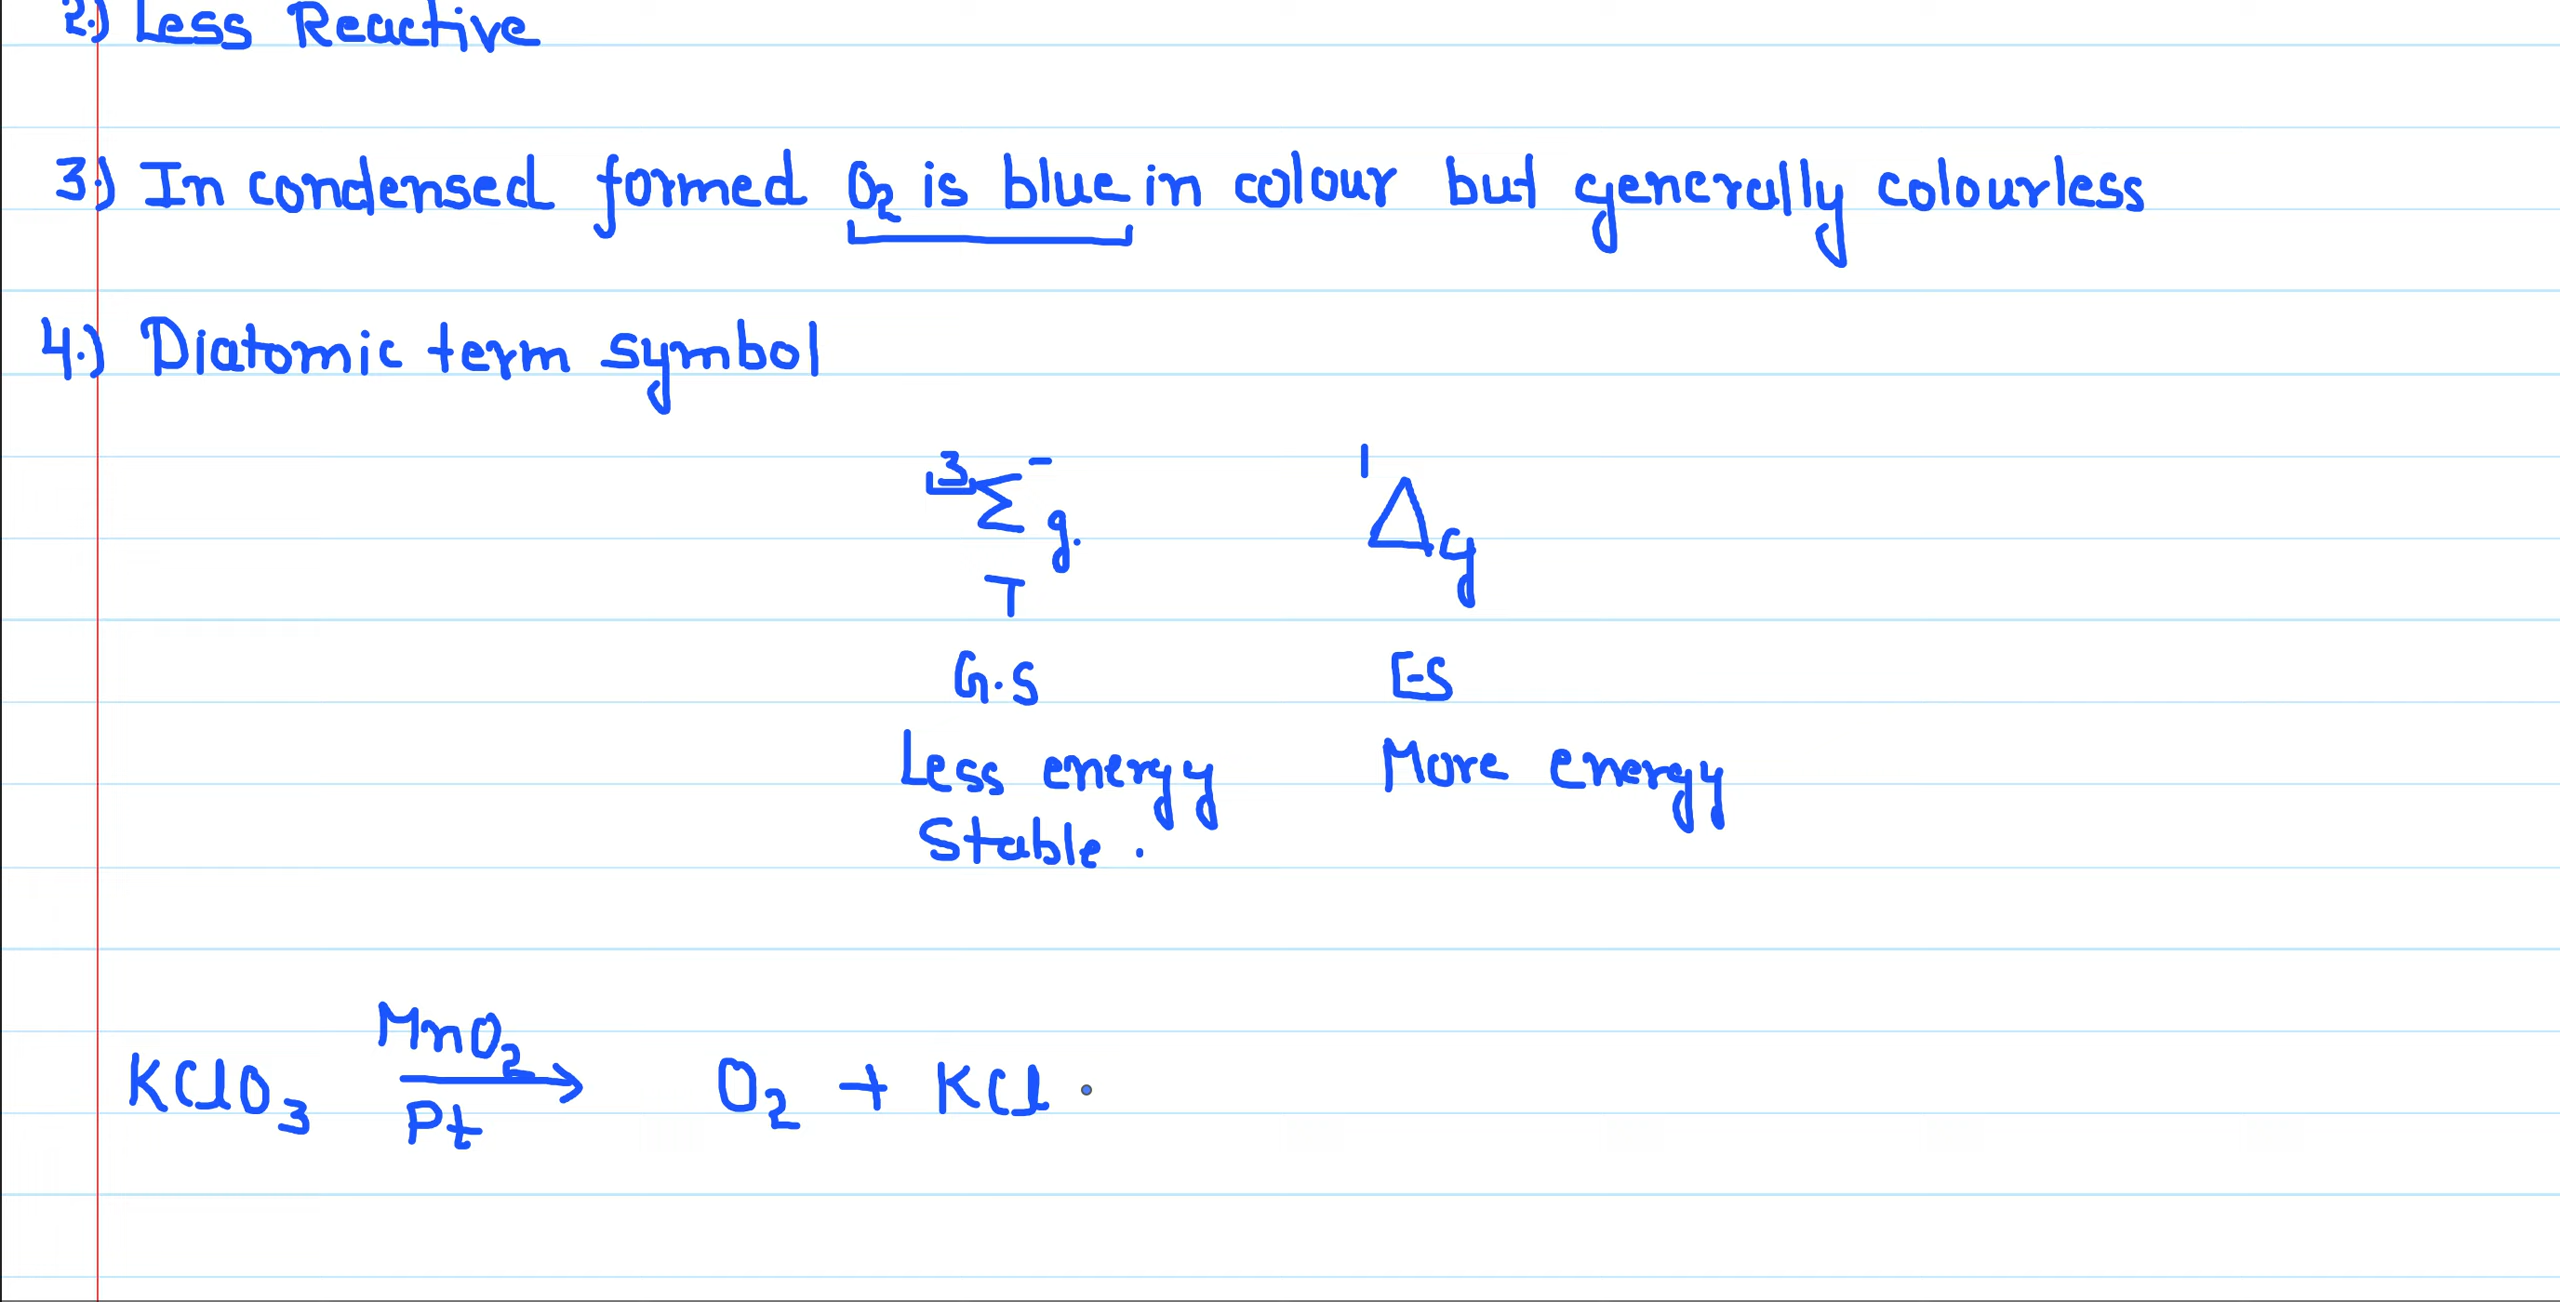 2.) Less Reactive
3.) In condensed formed O₂ is blue in colour but generally colourless
4.) Diatomic term symbol
³Σ⁻g. ¹Δg
T
G.S ES
Less energy More energy
Stable.
MnO₂
KClO₃ → O₂ + KCl
Pt